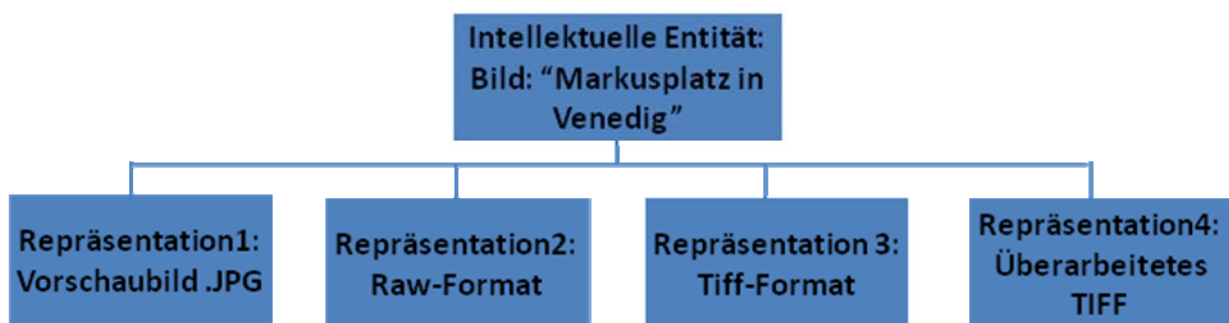 Intellektuelle Entität:
Bild: “Markusplatz in
Venedig”
Repräsentation1:
Vorschaubild .JPG
Repräsentation2:
Raw-Format
Repräsentation 3:
Tiff-Format
Repräsentation4:
Überarbeitetes
TIFF